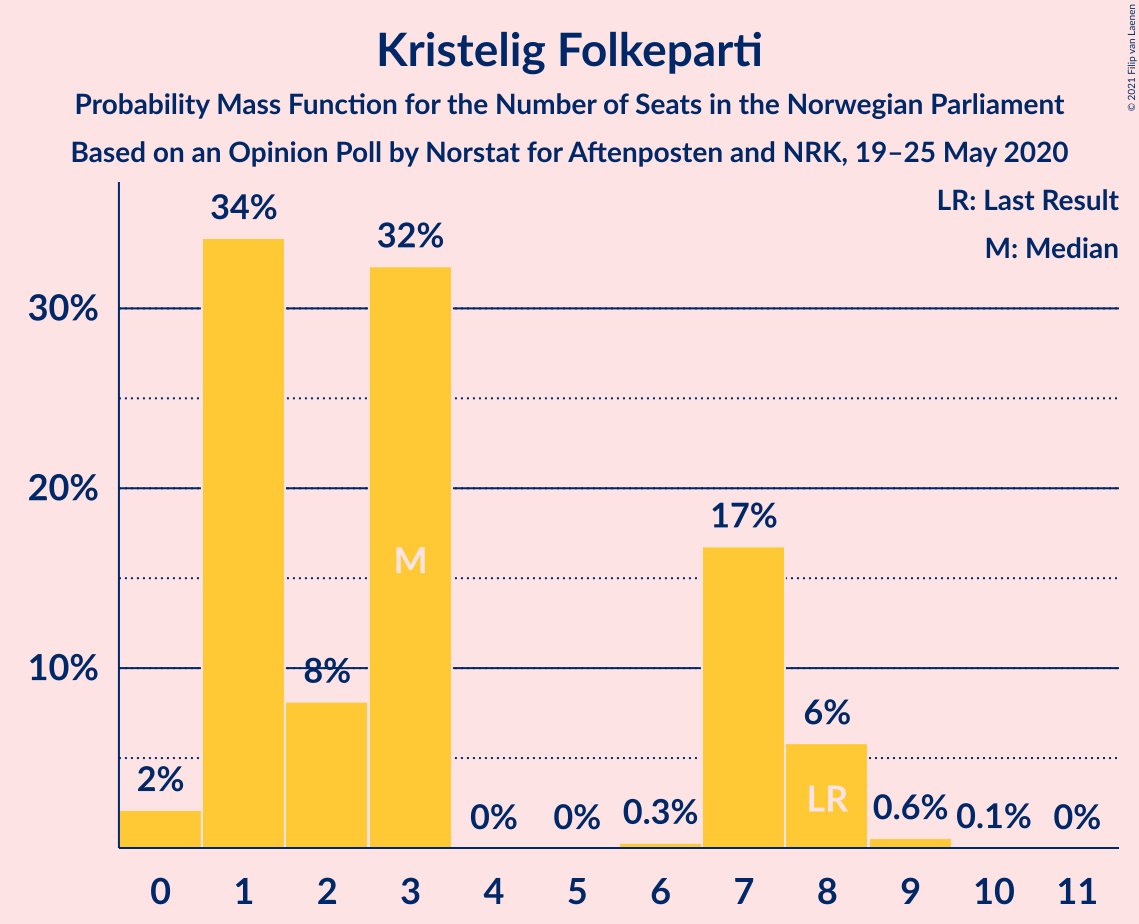 Kristelig Folkeparti
Probability Mass Function for the Number of Seats in the Norwegian Parliament
Based on an Opinion Poll by Norstat for Aftenposten and NRK, 19–25 May 2020
© 2021 Filip van Laenen
LR: Last Result
M: Median
34%
32%
30%
20%
17%
M
10%
8%
6%
2%
LR
0%
0%
0.3%
0.6%
0.1%
0%
0 1 2 3 4 5 6 7 8 9 10 11